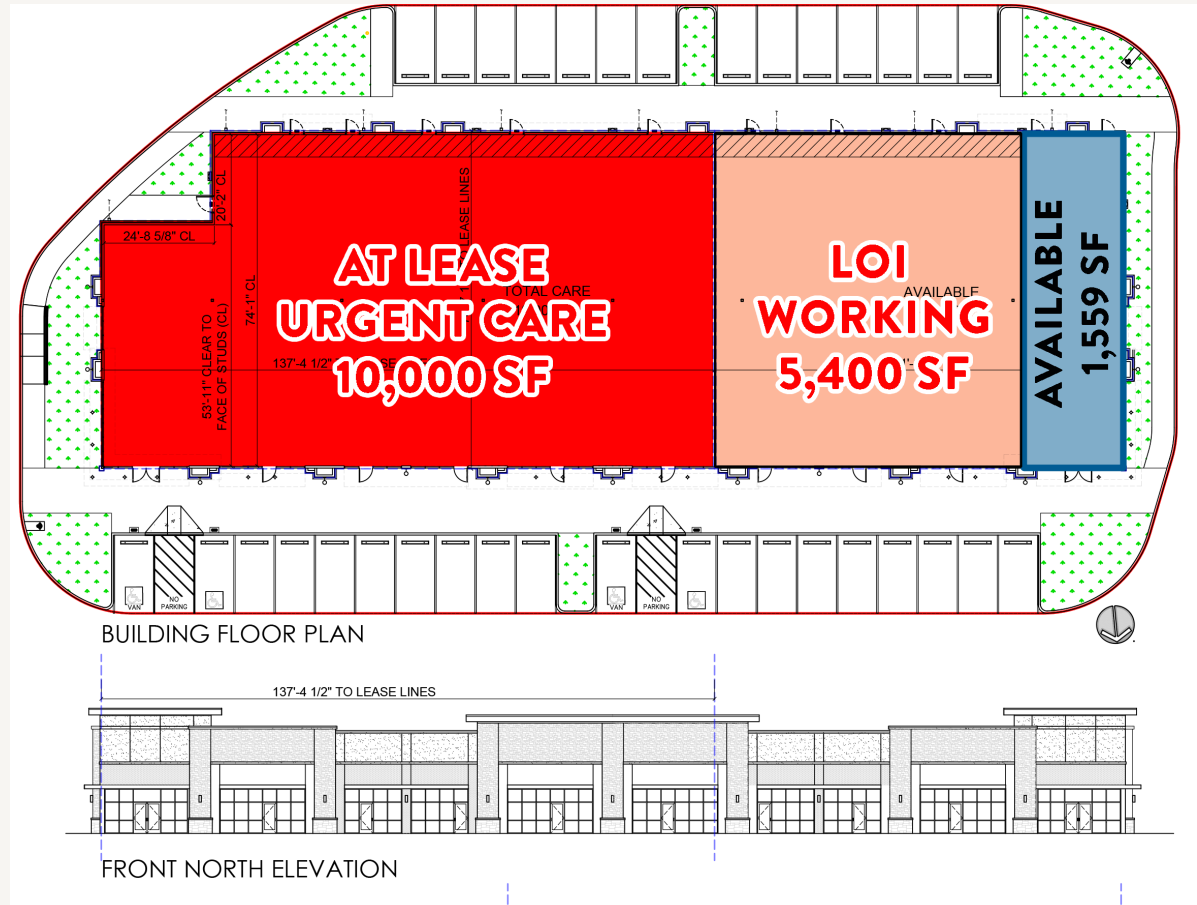 24'-8 5/8" CL
20'-2" CL
74'-1" CL
53'-11" CLEAR TO
FACE OF STUDS (CL)
LEASE LINES
TOTAL CARE
137'-4 1/2"
AT LEASE
URGENT CARE
10,000 SF
AVAILABLE
LOI
WORKING
5,400 SF
AVAILABLE
1,559 SF
VAN
NO
PARKING
VAN
NO
PARKING
BUILDING FLOOR PLAN
137'-4 1/2" TO LEASE LINES
FRONT NORTH ELEVATION